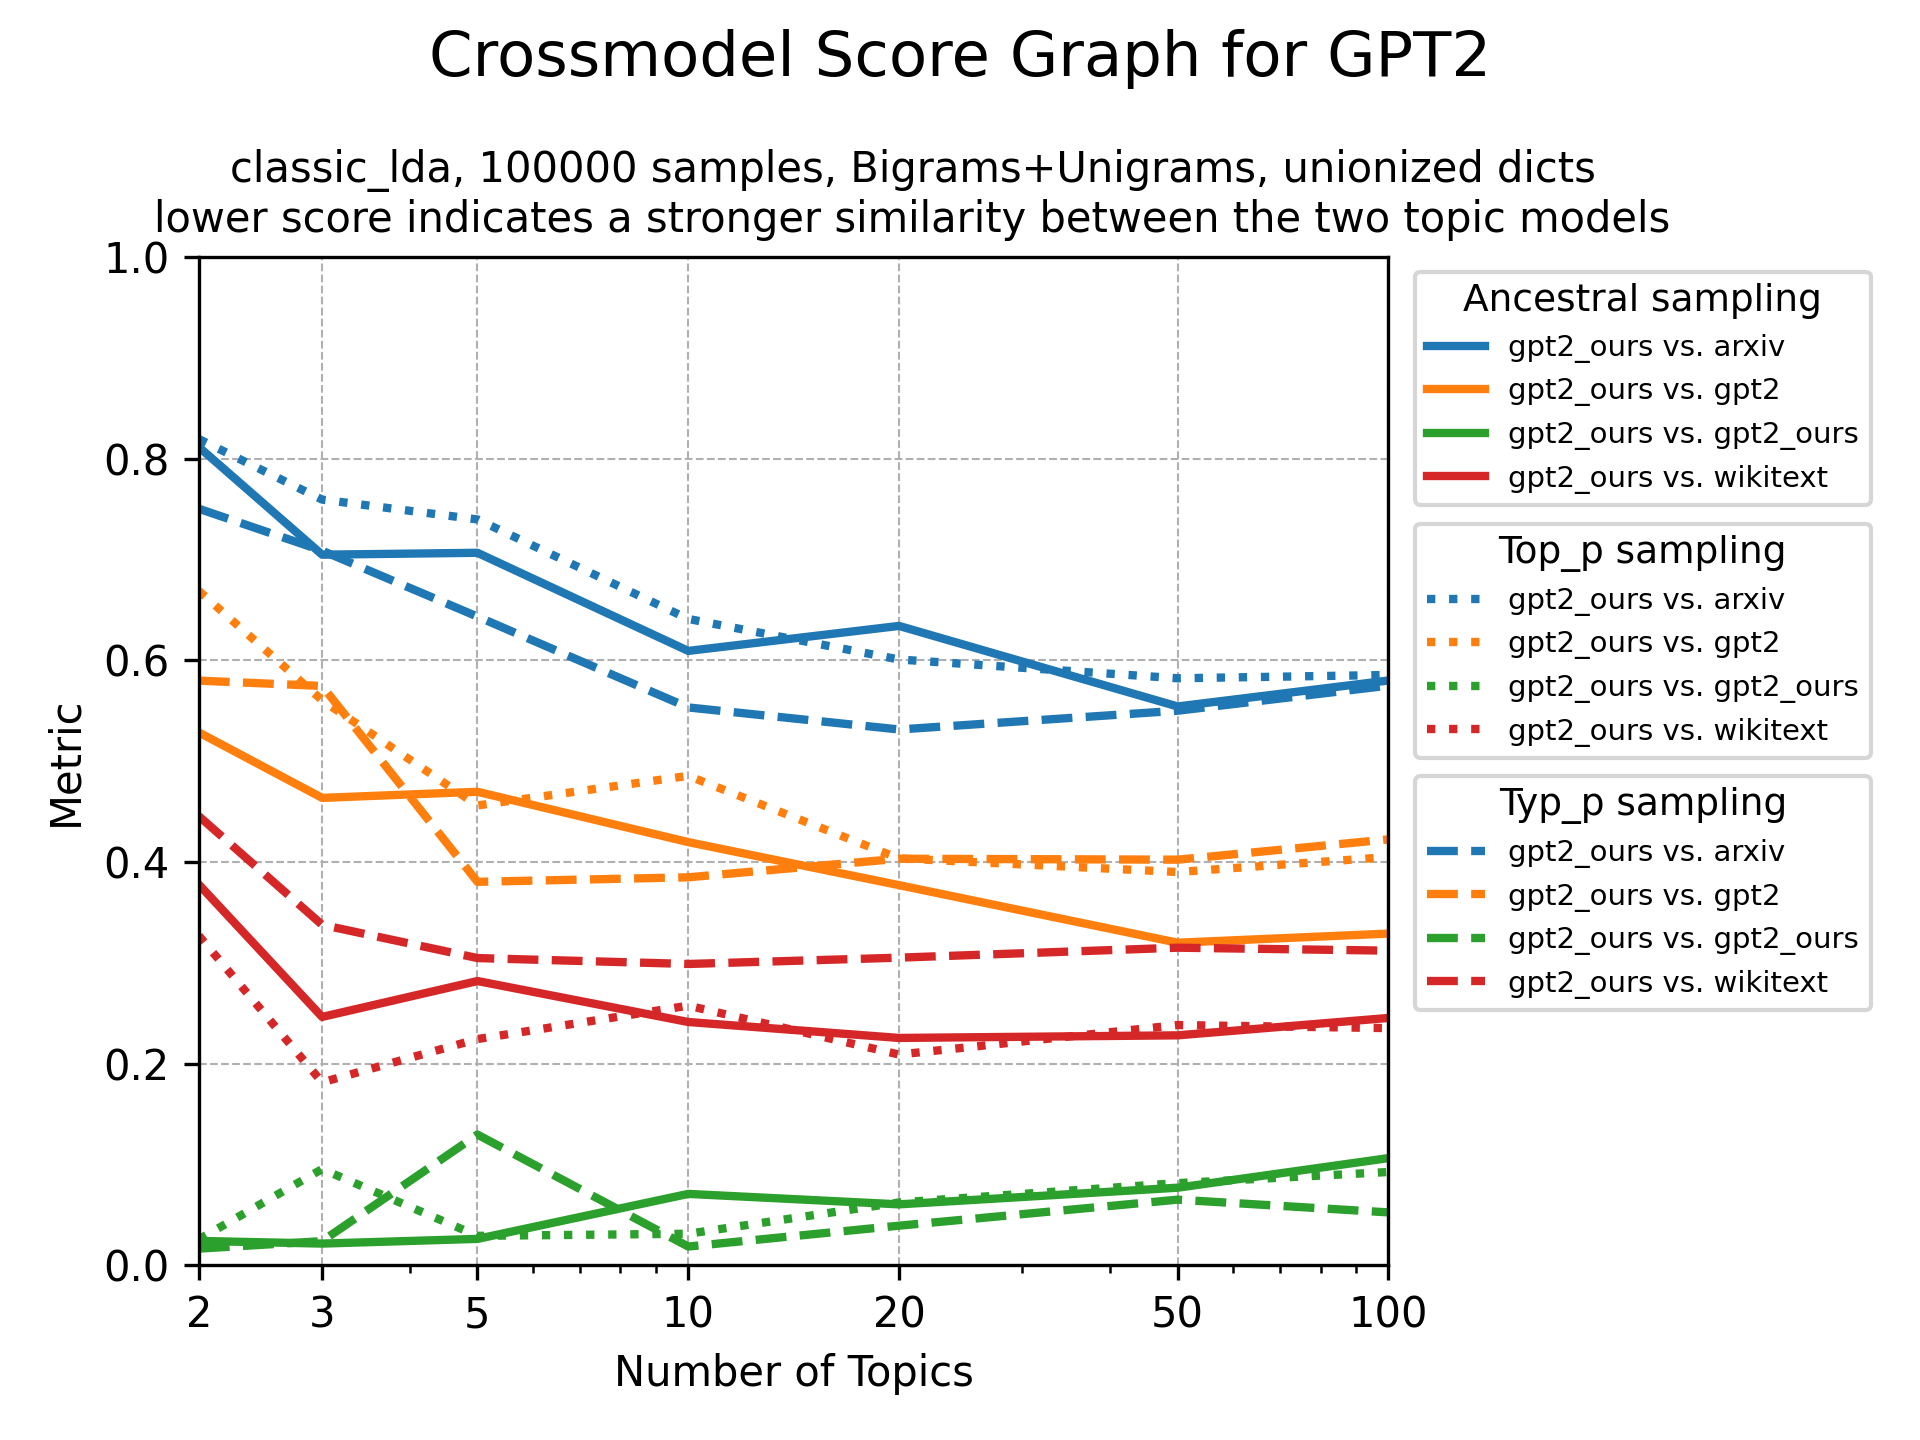 Crossmodel Score Graph for GPT2
classic_lda, 100000 samples, Bigrams+Unigrams, unionized dicts
lower score indicates a stronger similarity between the two topic models
1.0
0.8
0.6
0.4
0.2
0.0
Metric
2 3 5 10 20 50 100
Number of Topics
Ancestral sampling
gpt2_ours vs. arxiv
gpt2_ours vs. gpt2
gpt2_ours vs. gpt2_ours
gpt2_ours vs. wikitext
Top_p sampling
gpt2_ours vs. arxiv
gpt2_ours vs. gpt2
gpt2_ours vs. gpt2_ours
gpt2_ours vs. wikitext
Typ_p sampling
gpt2_ours vs. arxiv
gpt2_ours vs. gpt2
gpt2_ours vs. gpt2_ours
gpt2_ours vs. wikitext